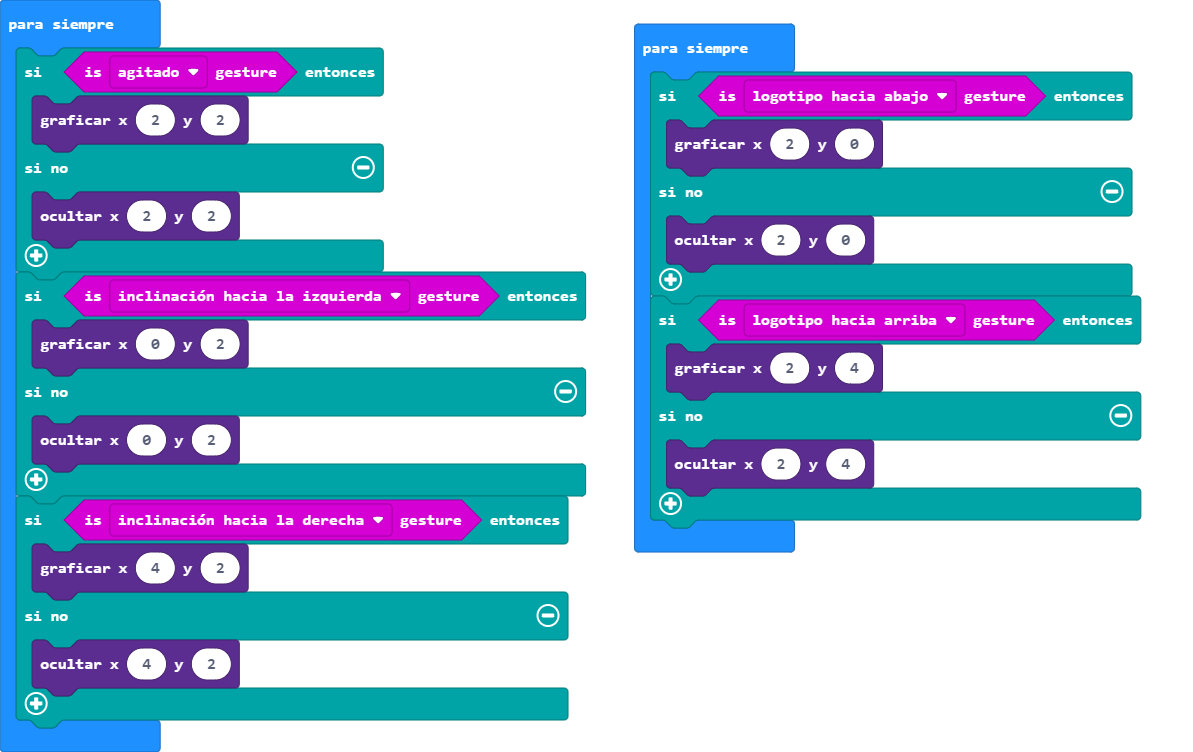 para siempre
si is agitado gesture entonces
graficar x 2 y 2
si no
ocultar x 2 y 2
si is inclinación hacia la izquierda gesture entonces
graficar x 0 y 2
si no
ocultar x 0 y 2
si is inclinación hacia la derecha gesture entonces
graficar x 4 y 2
si no
ocultar x 4 y 2
para siempre
si is logotipo hacia abajo gesture entonces
graficar x 2 y 0
si no
ocultar x 2 y 0
si is logotipo hacia arriba gesture entonces
graficar x 2 y 4
si no
ocultar x 2 y 4